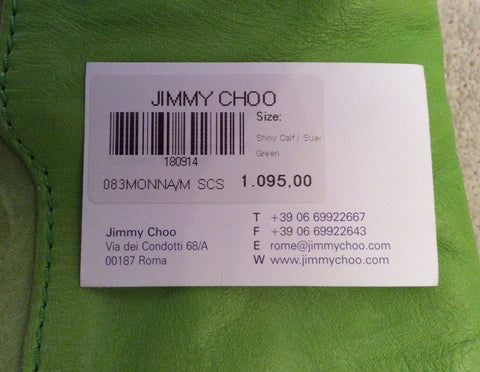 JIMMY CHOO
Size:
Shiny Calf / Sued
Green
180914
083MONNA/M SCS 1.095,00
Jimmy Choo
Via dei Condotti 68/A
00187 Roma
T +39 06 69922667
F +39 06 69922643
E rome@jimmychoo.com
W www.jimmychoo.com